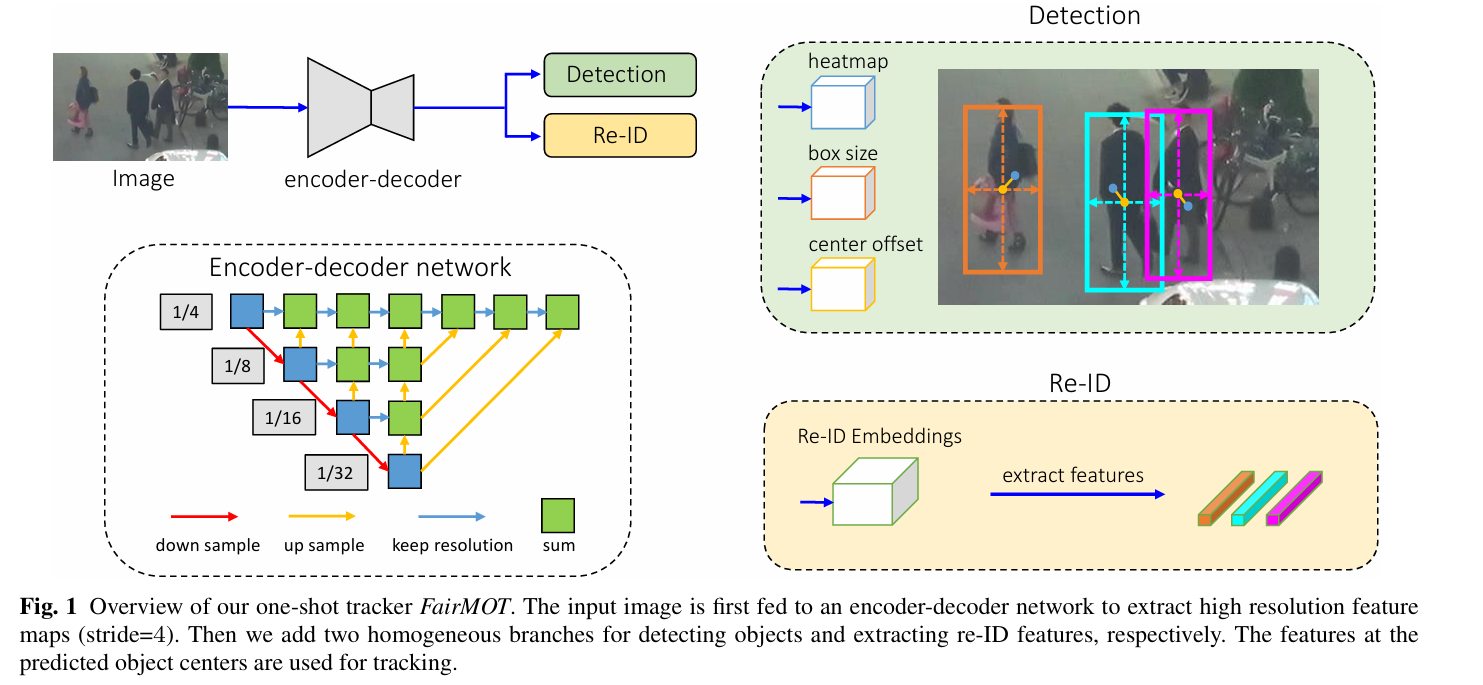 Image
encoder-decoder
Detection
Re-ID
Encoder-decoder network
1/4
1/8
1/16
1/32
down sample
up sample
keep resolution
sum
Detection
heatmap
box size
center offset
Re-ID
Re-ID Embeddings
extract features
Fig. 1 Overview of our one-shot tracker FairMOT. The input image is first fed to an encoder-decoder network to extract high resolution feature
maps (stride=4). Then we add two homogeneous branches for detecting objects and extracting re-ID features, respectively. The features at the
predicted object centers are used for tracking.